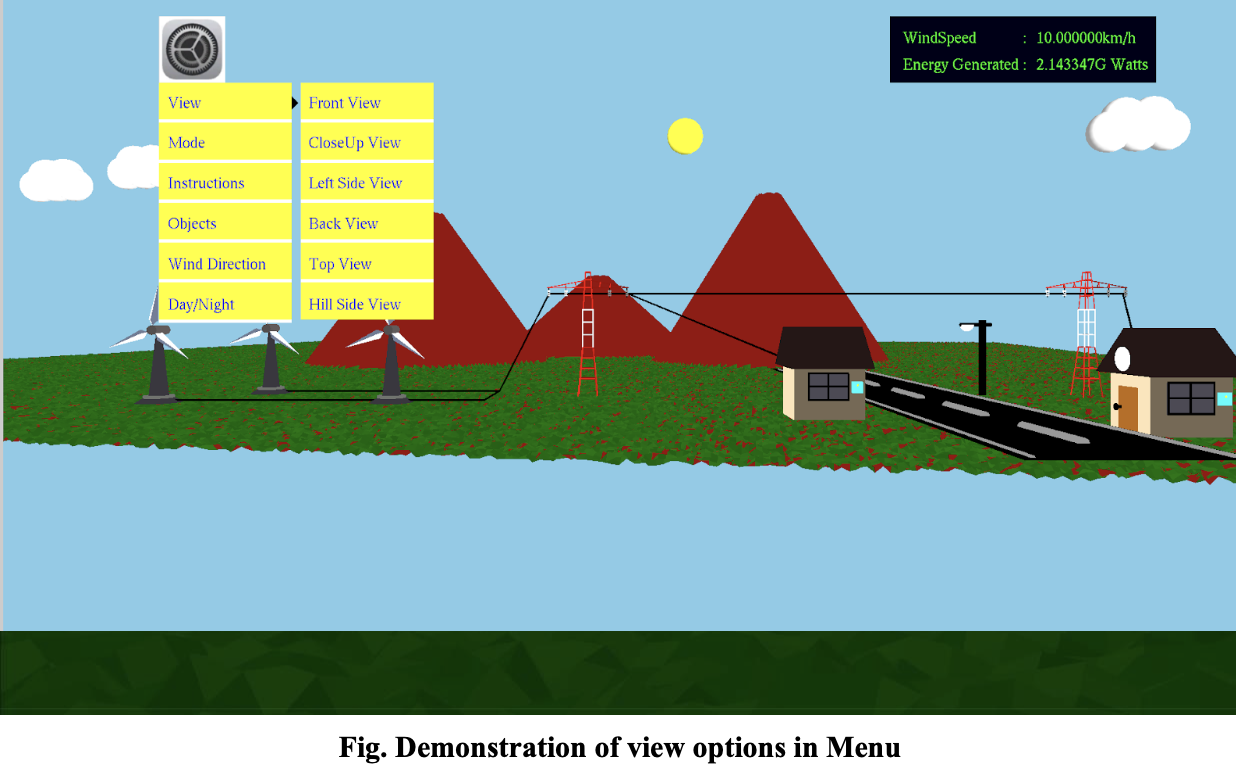 WindSpeed : 10.000000km/h
Energy Generated : 2.143347G Watts
View
Mode
Instructions
Objects
Wind Direction
Day/Night
Front View
CloseUp View
Left Side View
Back View
Top View
Hill Side View
Fig. Demonstration of view options in Menu